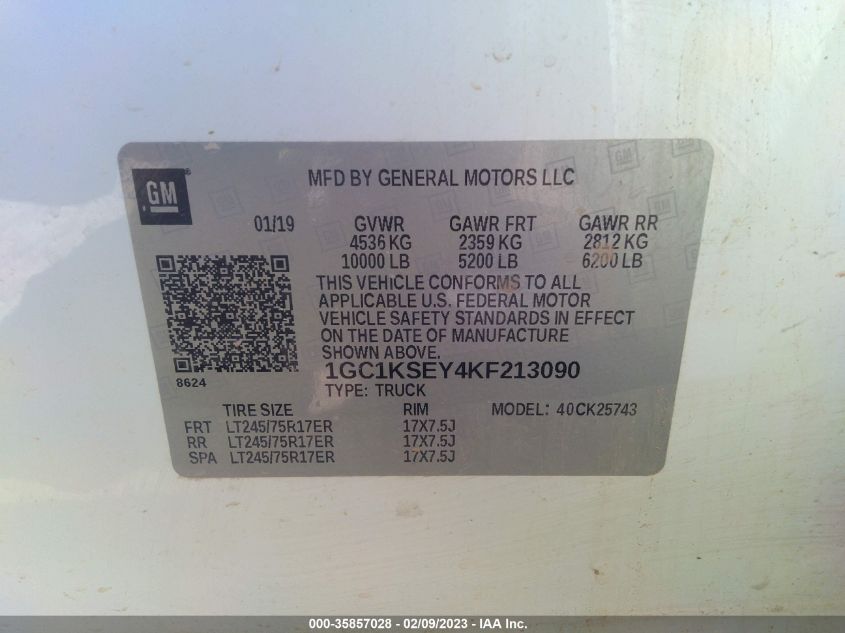 GM
MFD BY GENERAL MOTORS LLC
01/19 GVWR GAWR FRT GAWR RR
4536 KG 2359 KG 2812 KG
10000 LB 5200 LB 6200 LB
THIS VEHICLE CONFORMS TO ALL
APPLICABLE U.S. FEDERAL MOTOR
VEHICLE SAFETY STANDARDS IN EFFECT
ON THE DATE OF MANUFACTURE
SHOWN ABOVE.
8624
1GC1KSEY4KF213090
TYPE: TRUCK
TIRE SIZE RIM MODEL: 40CK25743
FRT LT245/75R17ER 17X7.5J
RR LT245/75R17ER 17X7.5J
SPA LT245/75R17ER 17X7.5J
000-35857028 - 02/09/2023 - IAA Inc.